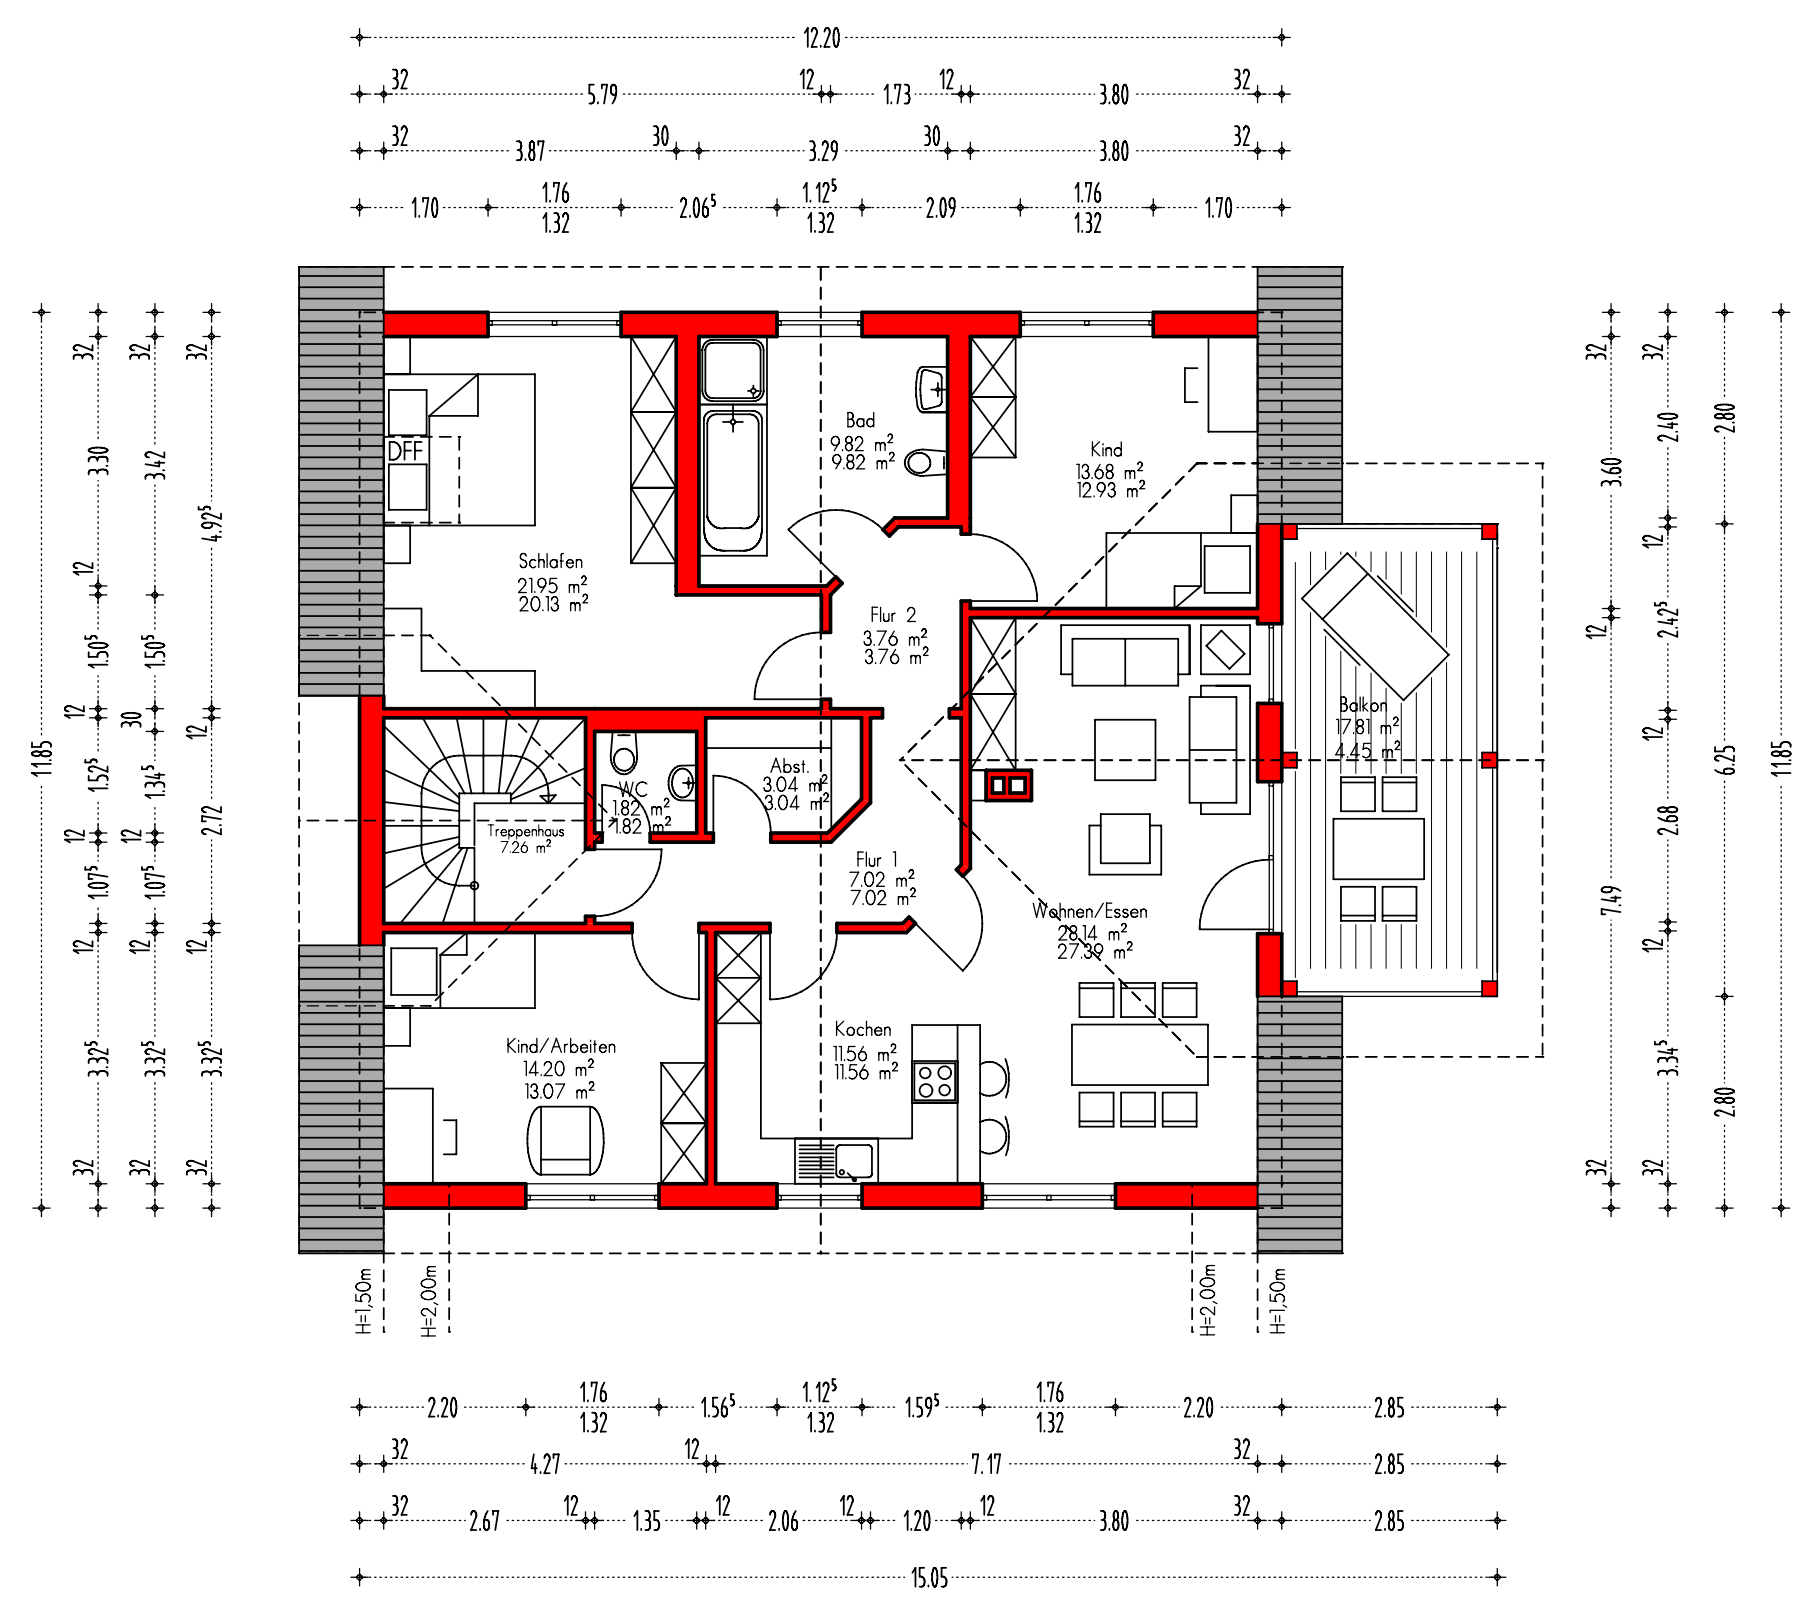 12.20
32 5.79 12 1.73 12 3.80 32
32 3.87 30 3.29 30 3.80 32
1.70 1.76 2.06⁵ 1.12⁵ 2.09 1.76 1.70
1.32 1.32 1.32
11.85
32 3.30 12 1.50⁵ 12 1.52⁵ 12 1.07⁵ 12 3.32⁵ 32
32 3.42 1.50⁵ 30 1.34⁵ 12 1.07⁵ 12 3.32⁵ 32
32 4.92⁵ 12 2.72 12 3.32⁵ 32
DFF
Schlafen
21.95 m²
20.13 m²
Bad
9.82 m²
9.82 m²
Kind
13.68 m²
12.93 m²
Flur 2
3.76 m²
3.76 m²
Balkon
17.81 m²
4.45 m²
WC
1.82 m²
1.82 m²
Abst.
3.04 m²
3.04 m²
Treppenhaus
7.26 m²
Flur 1
7.02 m²
7.02 m²
Wohnen/Essen
28.14 m²
27.39 m²
Kind/Arbeiten
14.20 m²
13.07 m²
Kochen
11.56 m²
11.56 m²
32 3.60 12 7.49 32
32 2.40 12 2.42⁵ 12 2.68 12 3.34⁵ 32
2.80 6.25 2.80
11.85
H=1,50m
H=2,00m
H=2,00m
H=1,50m
2.20 1.76 1.56⁵ 1.12⁵ 1.59⁵ 1.76 2.20 2.85
1.32 1.32 1.32
32 4.27 12 7.17 32 2.85
32 2.67 12 1.35 12 2.06 12 1.20 12 3.80 32 2.85
15.05